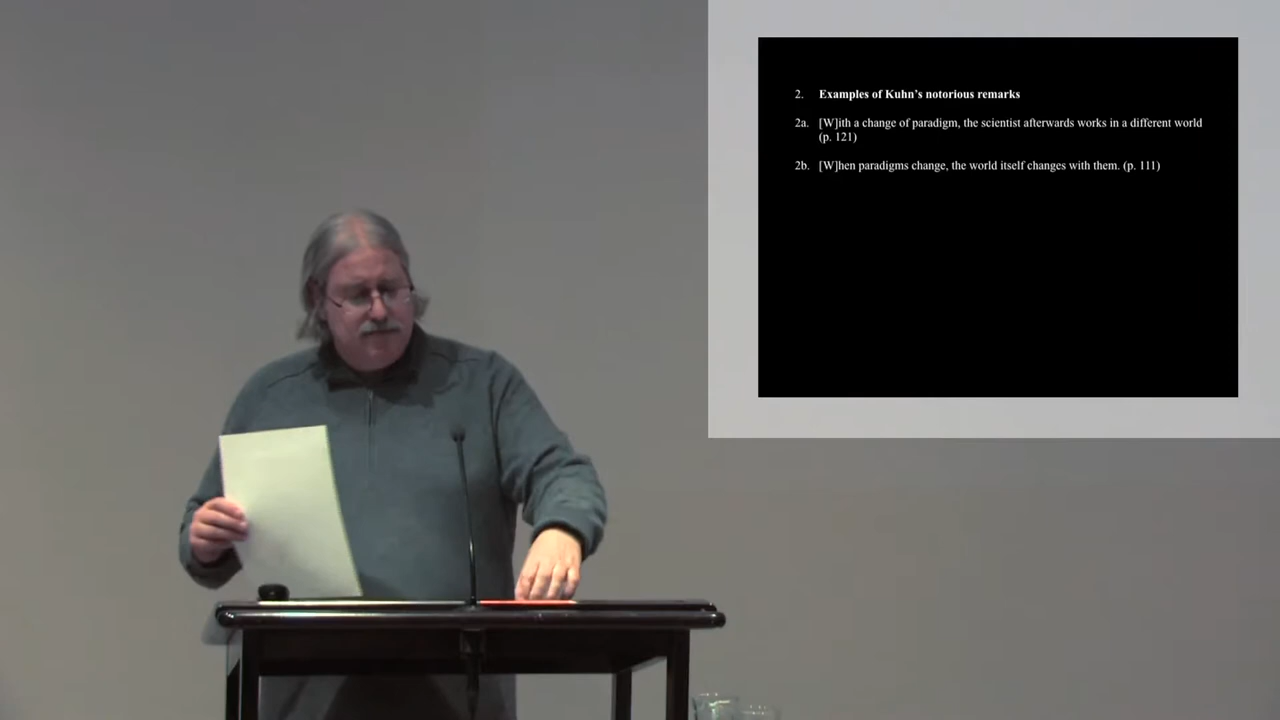 2. Examples of Kuhn's notorious remarks
2a. [W]ith a change of paradigm, the scientist afterwards works in a different world
(p. 121)
2b. [W]hen paradigms change, the world itself changes with them. (p. 111)